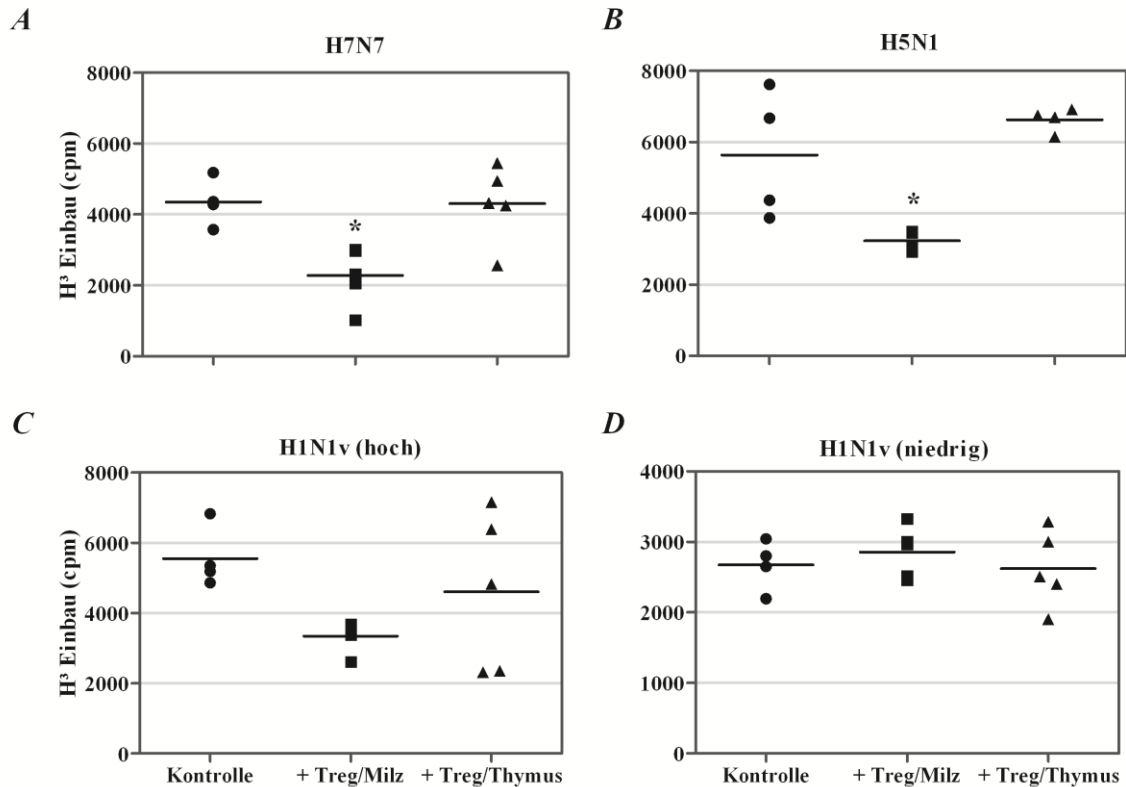 A
H7N7
8000
6000
4000
2000
0
H³ Einbau (cpm)
*
B
H5N1
8000
6000
4000
2000
0
*
C
H1N1v (hoch)
8000
6000
4000
2000
0
H³ Einbau (cpm)
Kontrolle + Treg/Milz + Treg/Thymus
D
H1N1v (niedrig)
4000
3000
2000
1000
0
Kontrolle + Treg/Milz + Treg/Thymus